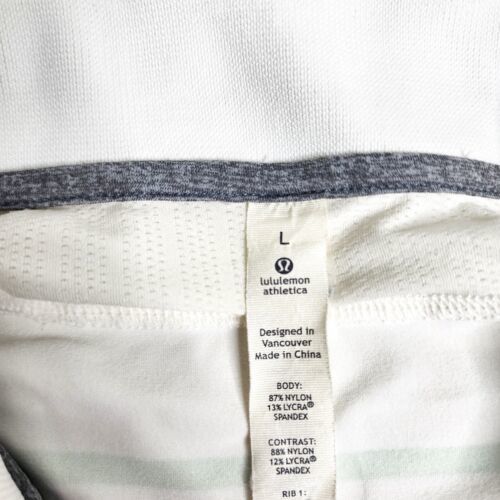 L
lululemon
athletica
Designed in
Vancouver
Made in China
BODY:
87% NYLON
13% LYCRA®
SPANDEX
CONTRAST:
88% NYLON
12% LYCRA®
SPANDEX
RIB 1: